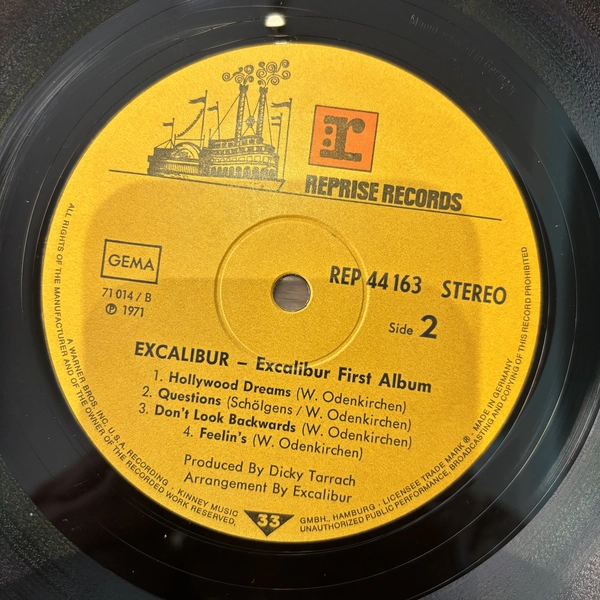 r:
REPRISE RECORDS
GEMA
71 014 / B
℗ 1971
REP 44 163 STEREO
Side 2
EXCALIBUR – Excalibur First Album
1. Hollywood Dreams (W. Odenkirchen)
2. Questions (Schölgens / W. Odenkirchen)
3. Don't Look Backwards (W. Odenkirchen)
4. Feelin's (W. Odenkirchen)
Produced By Dicky Tarrach
Arrangement By Excalibur
33
ALL RIGHTS OF THE MANUFACTURER AND OF THE OWNER OF THE RECORDED WORK RESERVED.
A WARNER BROS. INC. U.S.A. RECORDING · KINNEY MUSIC GMBH., HAMBURG · LICENSEE TRADE MARK ® · MADE IN GERMANY
UNAUTHORIZED PUBLIC PERFORMANCE, BROADCASTING AND COPYING OF THIS RECORD PROHIBITED